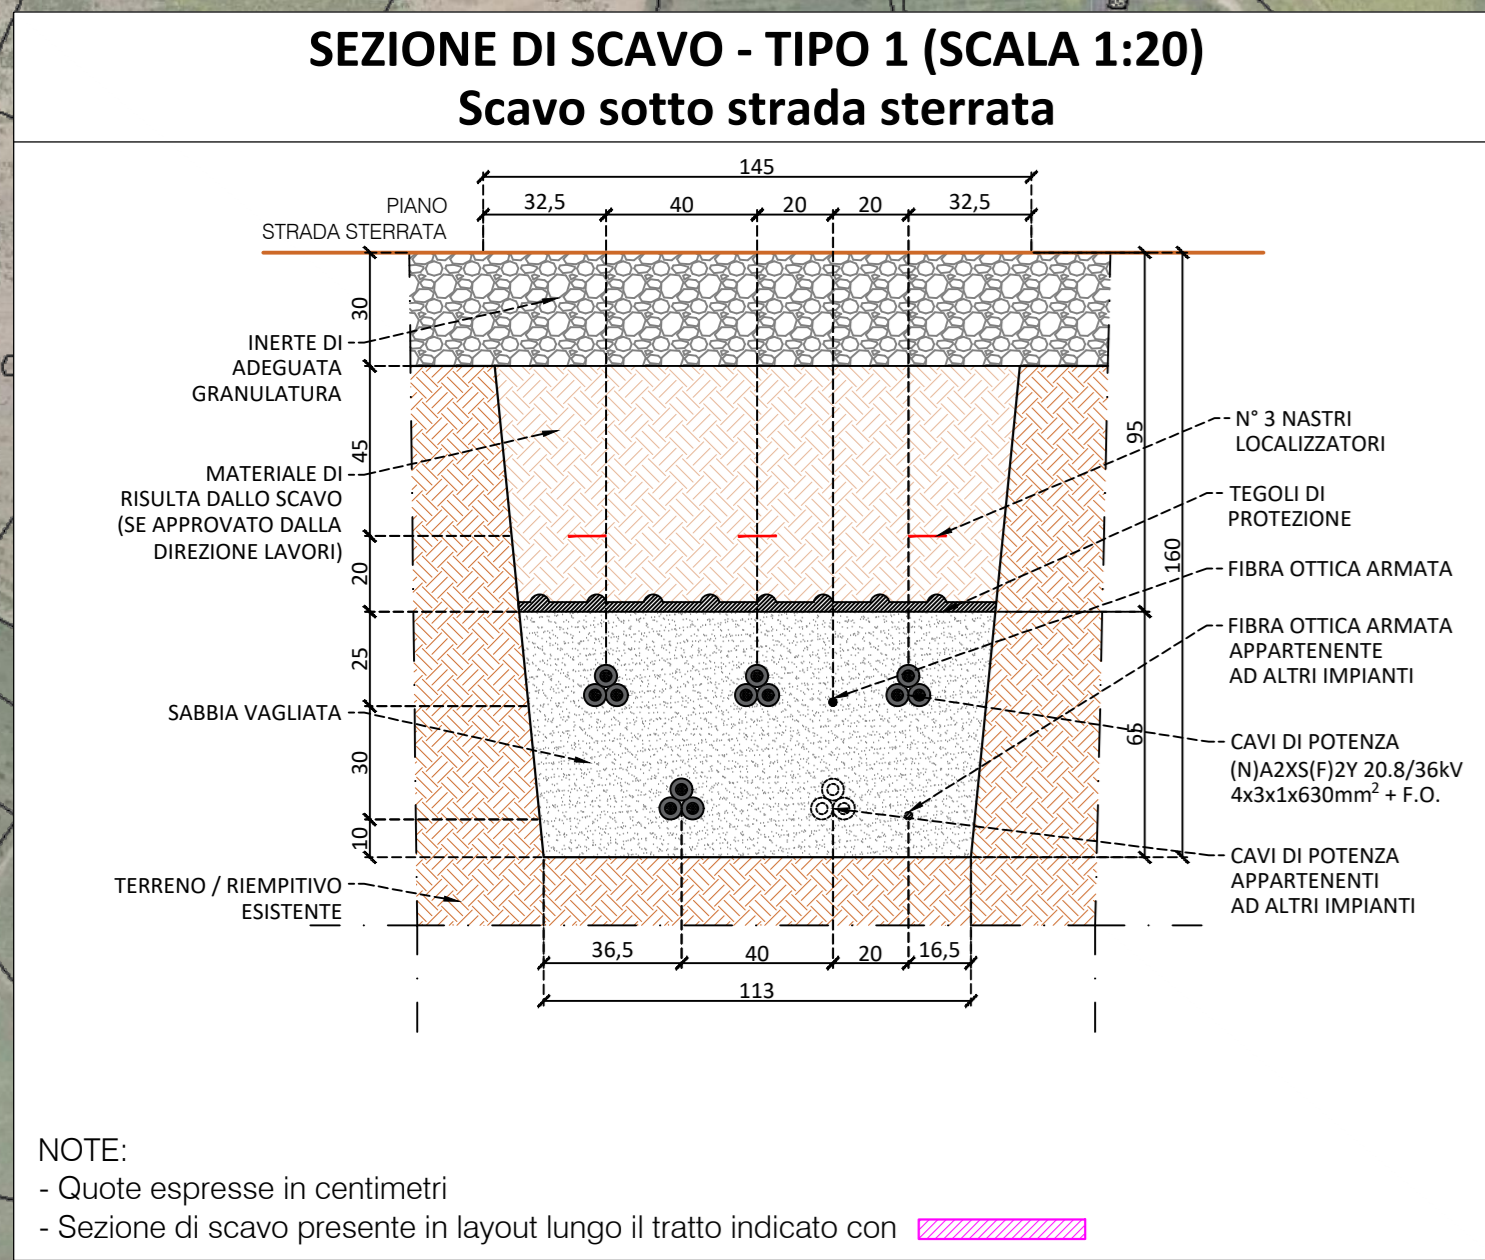 SEZIONE DI SCAVO - TIPO 1 (SCALA 1:20)
Scavo sotto strada sterrata
145
32,5
40
20
20
32,5
PIANO
STRADA STERRATA
30
INERTE DI
ADEGUATA
GRANULATURA
45
MATERIALE DI
RISULTA DALLO SCAVO
(SE APPROVATO DALLA
DIREZIONE LAVORI)
20
25
SABBIA VAGLIATA
30
10
TERRENO / RIEMPITIVO
ESISTENTE
95
160
65
N° 3 NASTRI
LOCALIZZATORI
TEGOLI DI
PROTEZIONE
FIBRA OTTICA ARMATA
FIBRA OTTICA ARMATA
APPARTENENTE
AD ALTRI IMPIANTI
CAVI DI POTENZA
(N)A2XS(F)2Y 20.8/36kV
4x3x1x630mm² + F.O.
CAVI DI POTENZA
APPARTENENTI
AD ALTRI IMPIANTI
36,5
40
20
16,5
113
NOTE:
- Quote espresse in centimetri
- Sezione di scavo presente in layout lungo il tratto indicato con